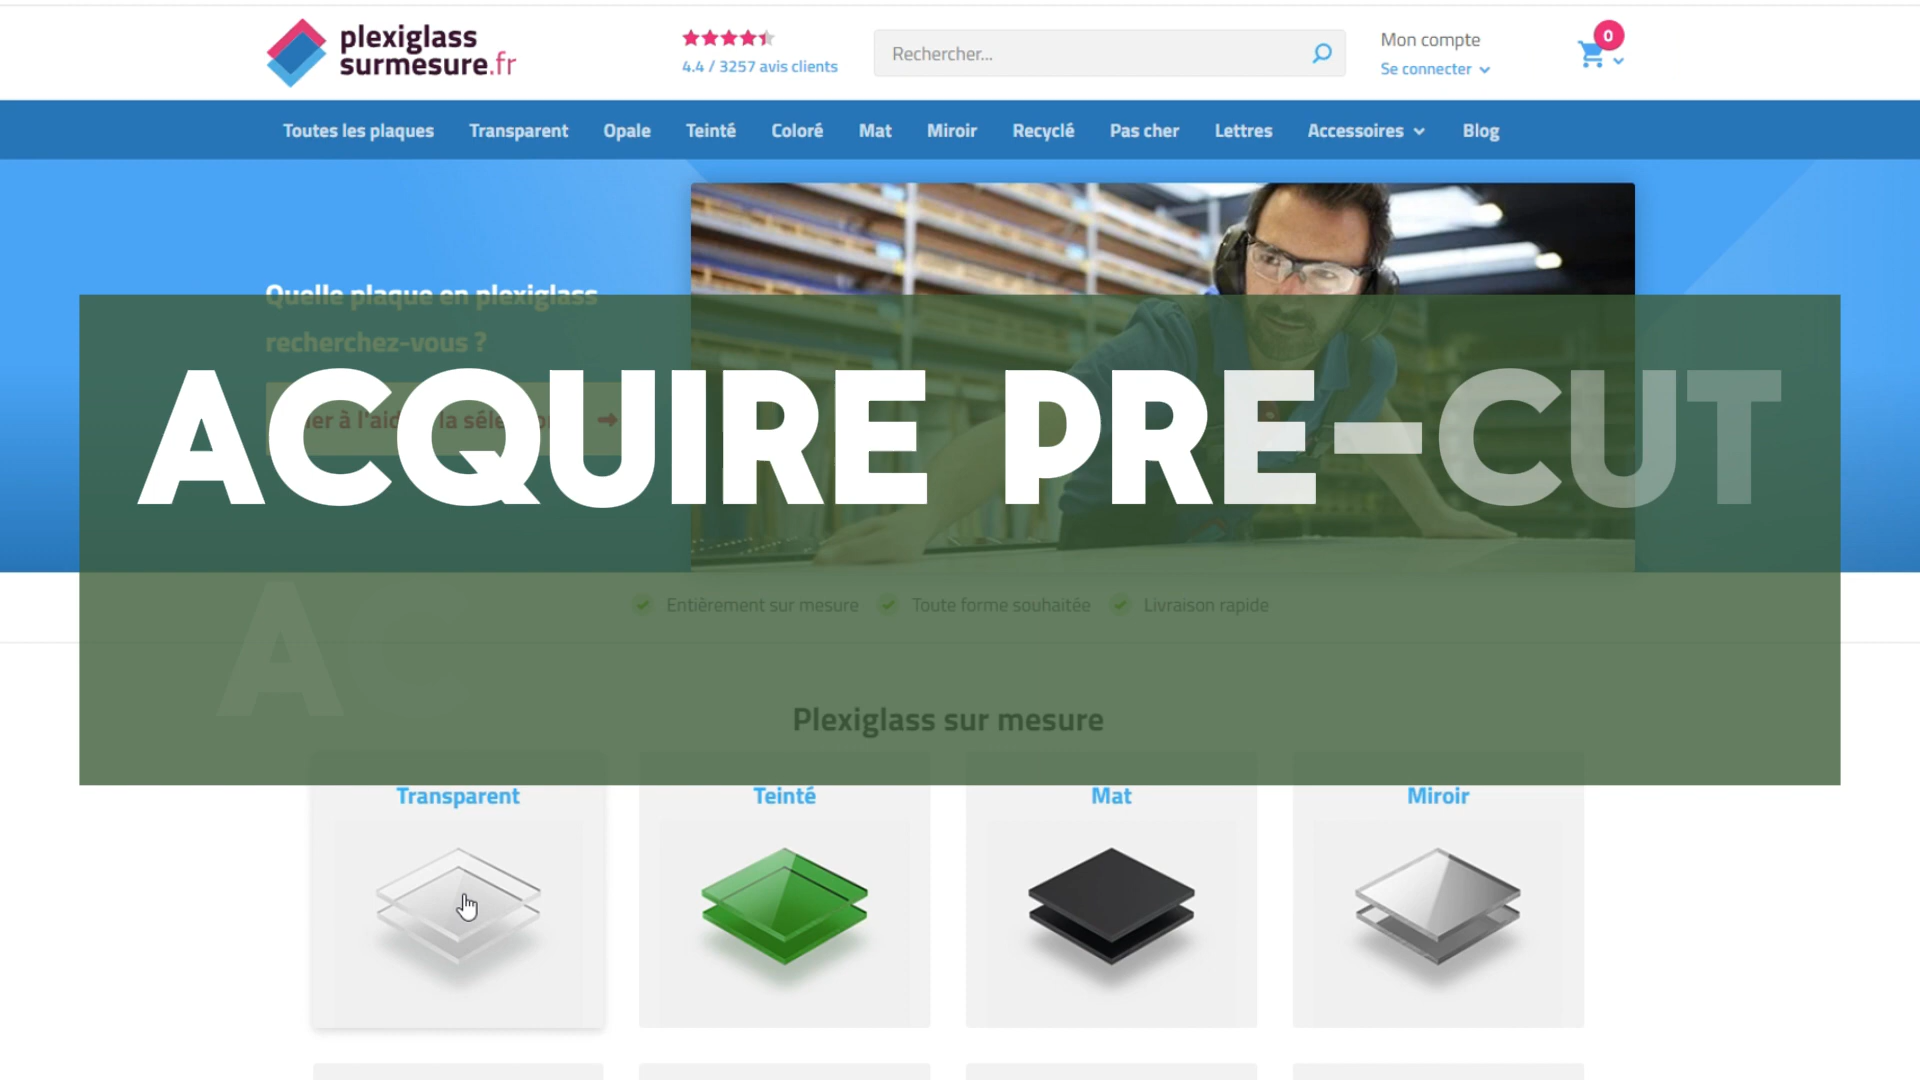 plexiglass
surmesure.fr
4.4 / 3257 avis clients
Rechercher...
Mon compte
Se connecter
0
Toutes les plaques Transparent Opale Teinté Coloré Mat Miroir Recyclé Pas cher Lettres Accessoires Blog
Quelle plaque en plexiglass
recherchez-vous ?
ACQUIRE PRE-CUT
AC
Entièrement sur mesure Toute forme souhaitée Livraison rapide
Plexiglass sur mesure
Transparent Teinté Mat Miroir